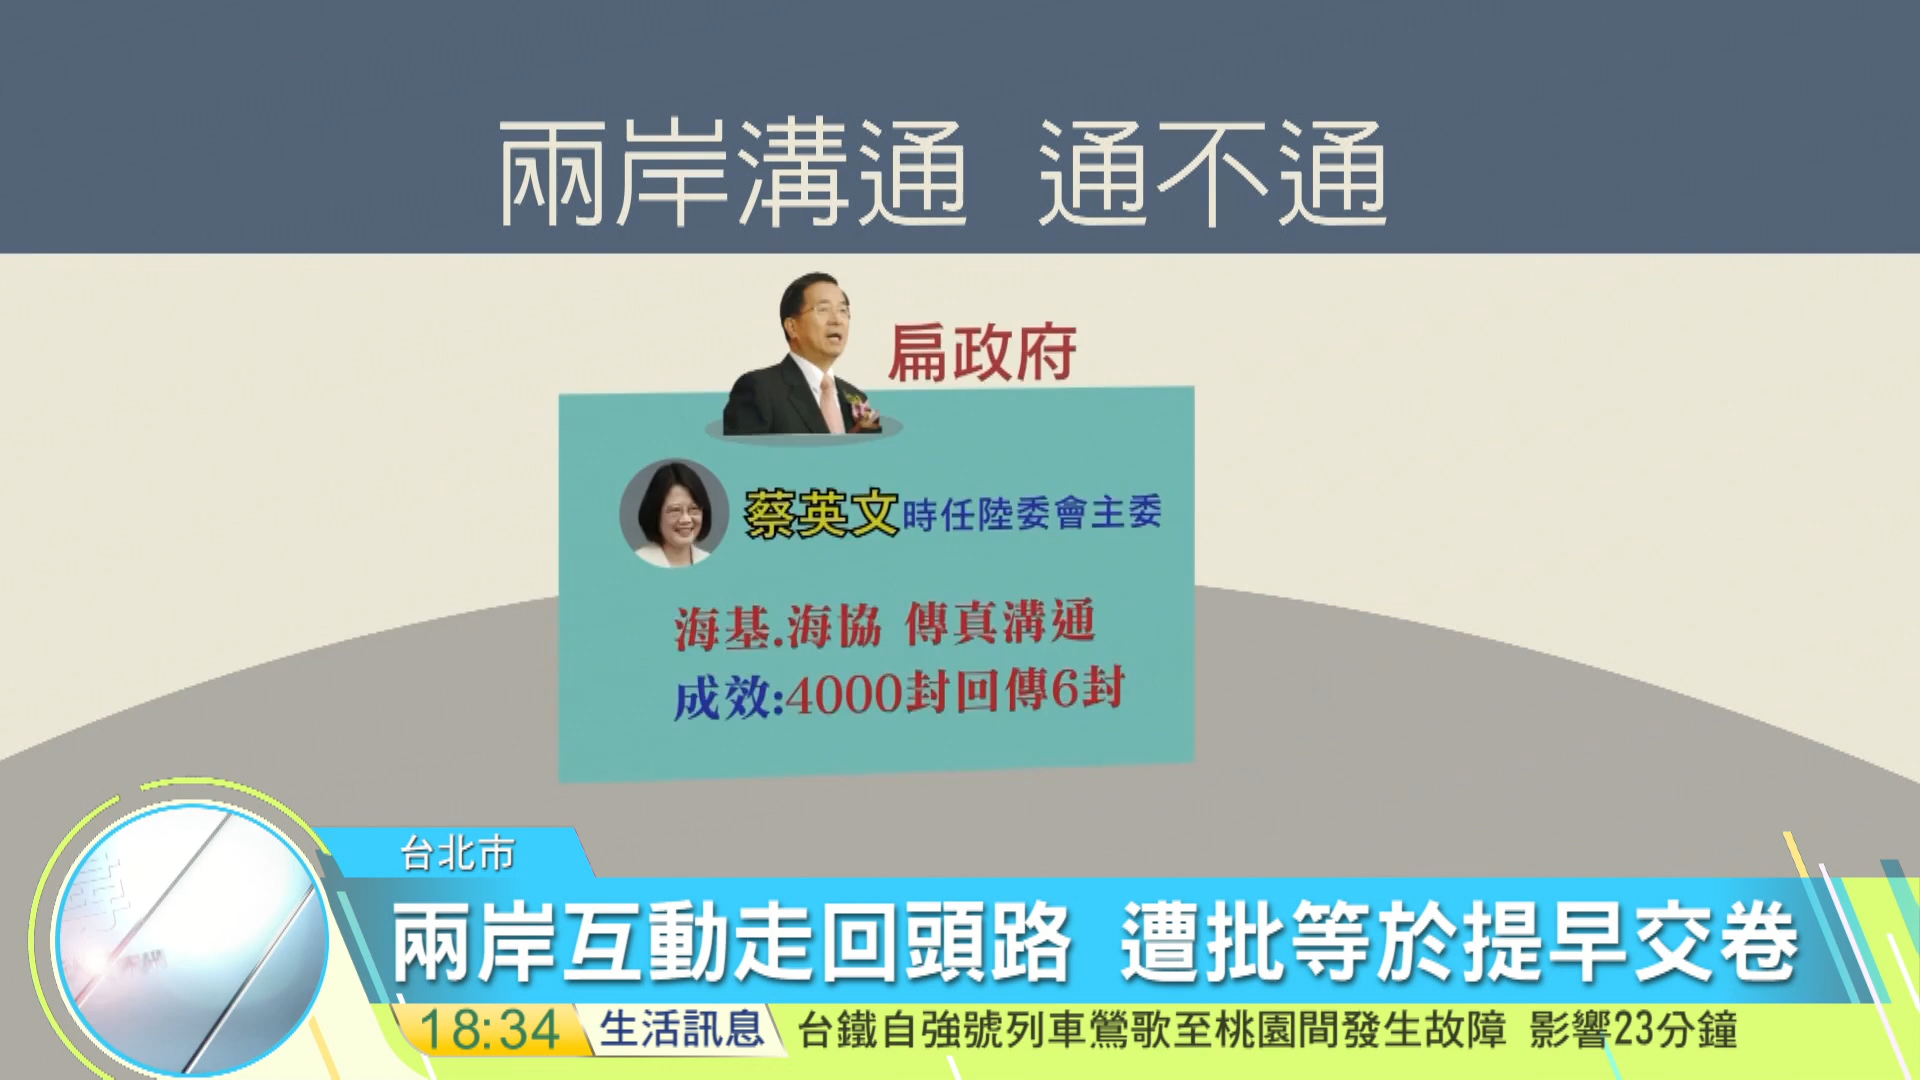 兩岸溝通 通不通
扁政府
蔡英文時任陸委會主委
海基.海協 傳真溝通
成效:4000封回傳6封
台北市
兩岸互動走回頭路 遭批等於提早交卷
18:34 生活訊息 台鐵自強號列車鶯歌至桃園間發生故障 影響23分鐘